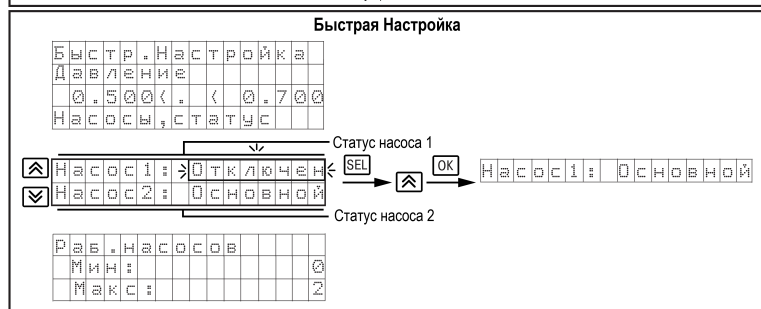 Быстрая Настройка
Быстр.Настройка
Давление
0.500<. < 0.700
Насосы,статус
Статус насоса 1
Насос1: Отключен SEL OK Насос1: Основной
Насос2: Основной
Статус насоса 2
Раб.насосов
Мин: 0
Макс: 2